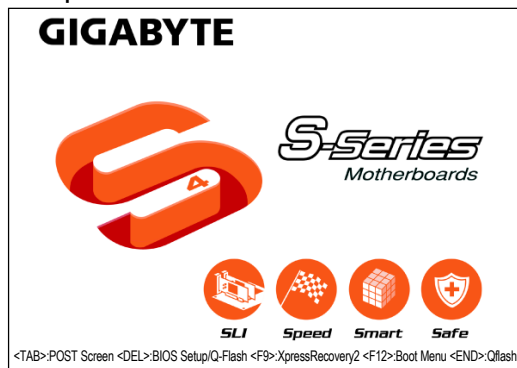 GIGABYTE
S-Series
Motherboards
4
SLI Speed Smart Safe
<TAB>:POST Screen <DEL>:BIOS Setup/Q-Flash <F9>:XpressRecovery2 <F12>:Boot Menu <END>:Qflash